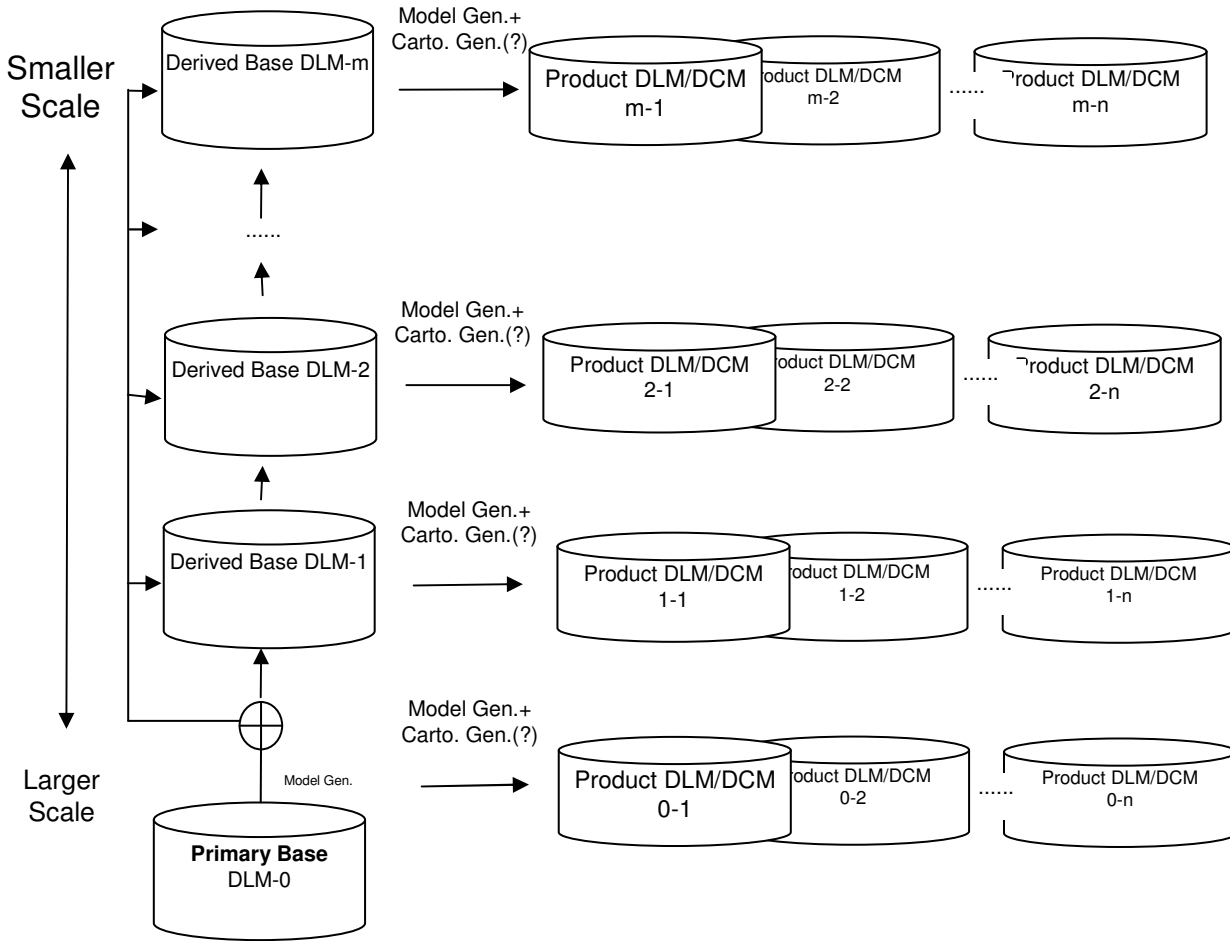 Model Gen.+
Carto. Gen.(?)
Smaller
Scale
Derived Base DLM-m
Product DLM/DCM
m-1
roduct DLM/DCM
m-2
......
Product DLM/DCM
m-n
......
Model Gen.+
Carto. Gen.(?)
Derived Base DLM-2
Product DLM/DCM
2-1
Product DLM/DCM
2-2
......
Product DLM/DCM
2-n
Model Gen.+
Carto. Gen.(?)
Derived Base DLM-1
Product DLM/DCM
1-1
roduct DLM/DCM
1-2
......
Product DLM/DCM
1-n
Model Gen.+
Carto. Gen.(?)
Larger
Scale
Model Gen.
Product DLM/DCM
0-1
roduct DLM/DCM
0-2
......
Product DLM/DCM
0-n
Primary Base
DLM-0